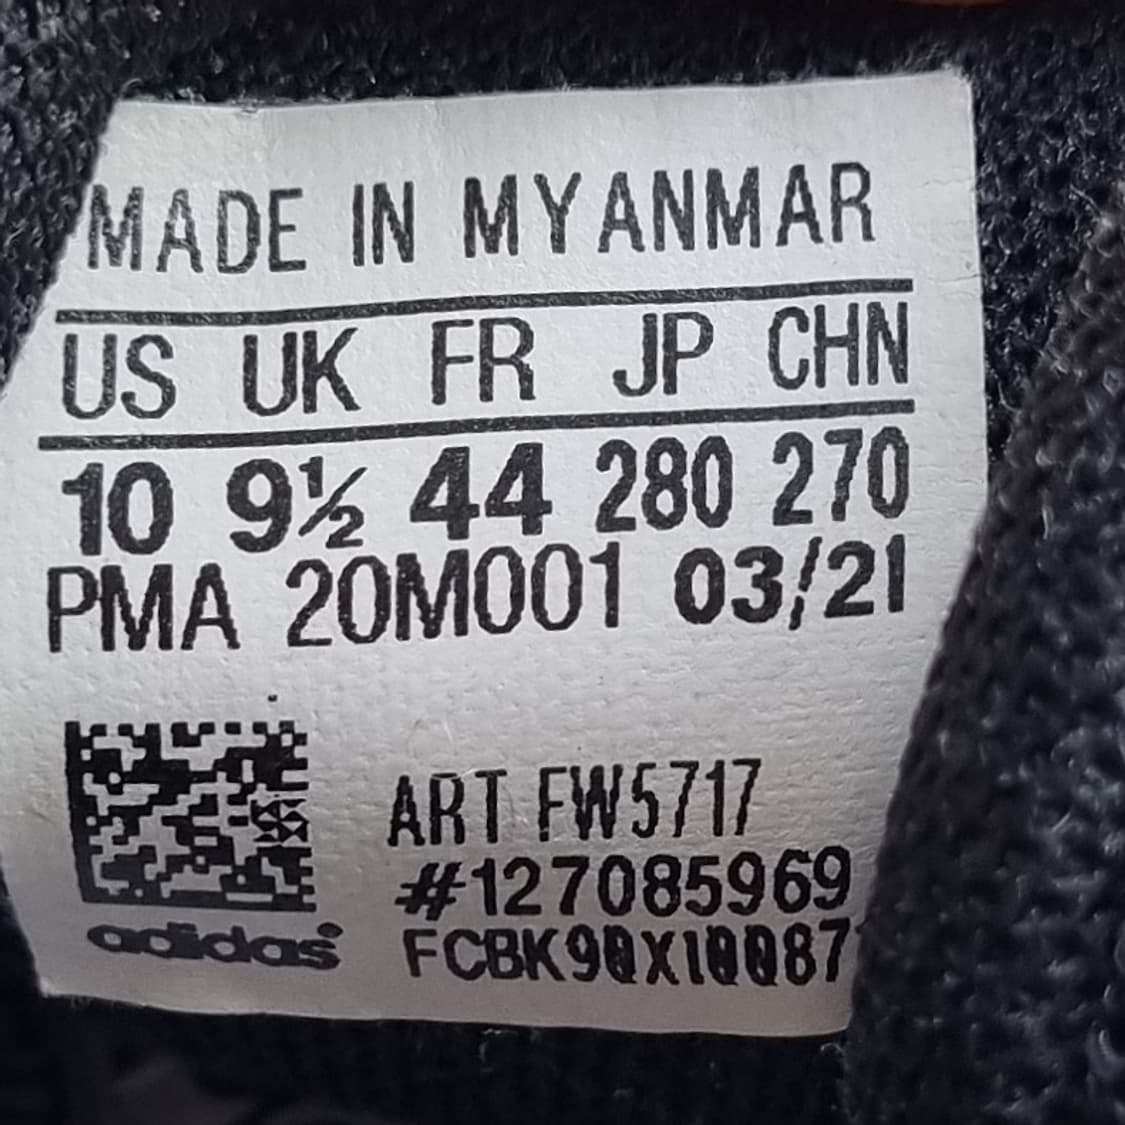 MADE IN MYANMAR
US UK FR JP CHN
10 9½ 44 280 270
PMA 20M001 03/21
ART FW5717
#127085969
adidas
FCBK90X10087